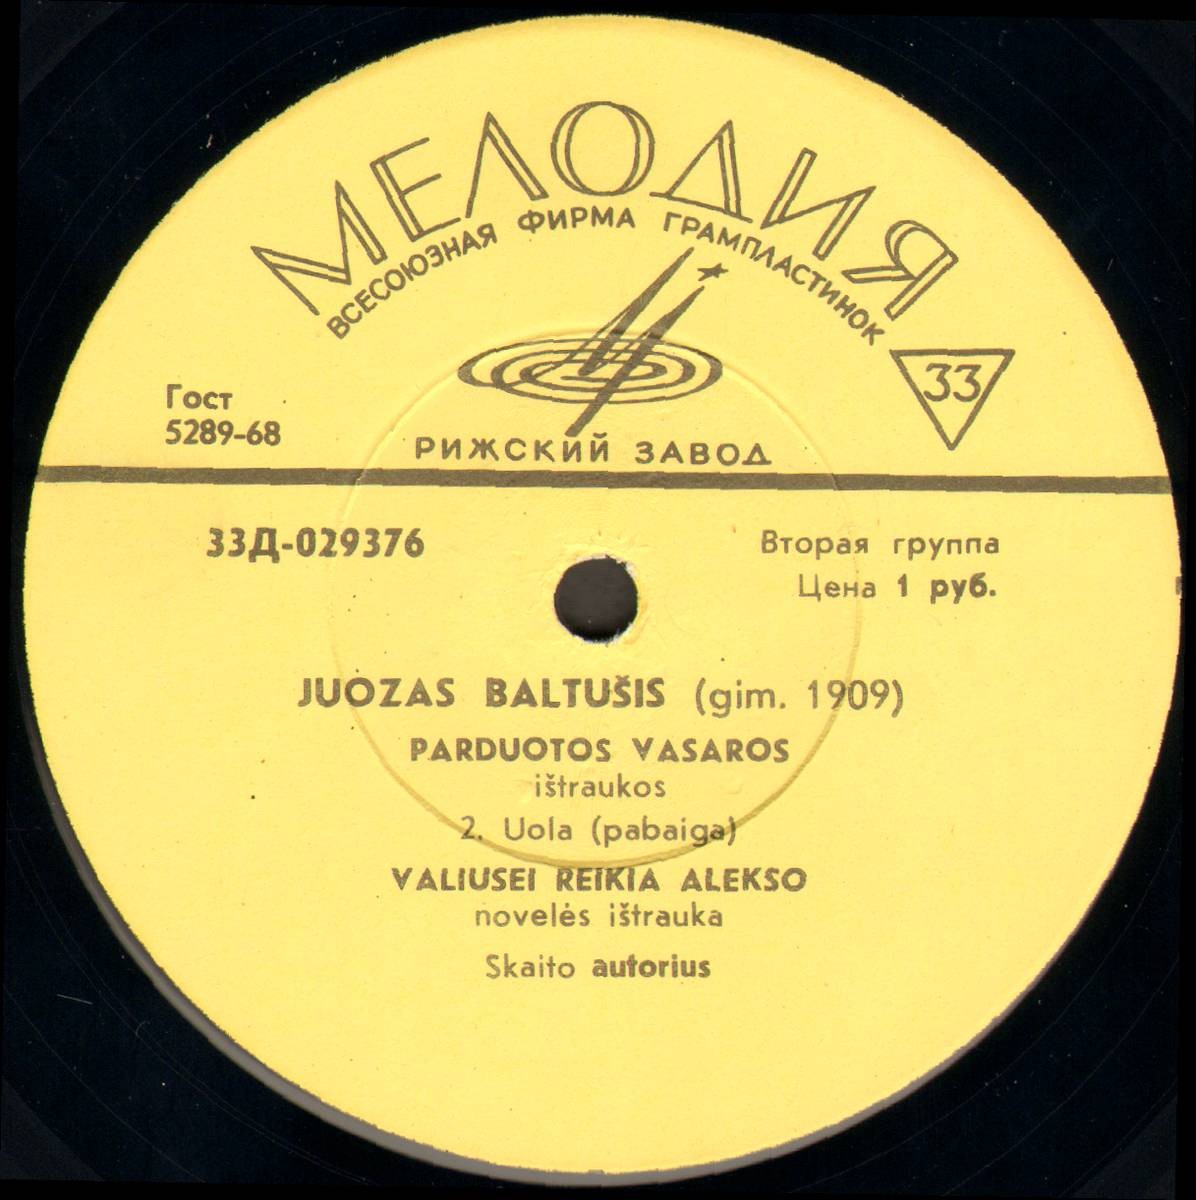 МЕЛОДИЯ
ВСЕСОЮЗНАЯ ФИРМА ГРАМПЛАСТИНОК
33
Гост
5289-68
РИЖСКИЙ ЗАВОД
33Д-029376
Вторая группа
Цена 1 руб.
JUOZAS BALTUŠIS (gim. 1909)
PARDUOTOS VASAROS
ištraukos
2. Uola (pabaiga)
VALIUSEI REIKIA ALEKSO
novelės ištrauka
Skaito autorius